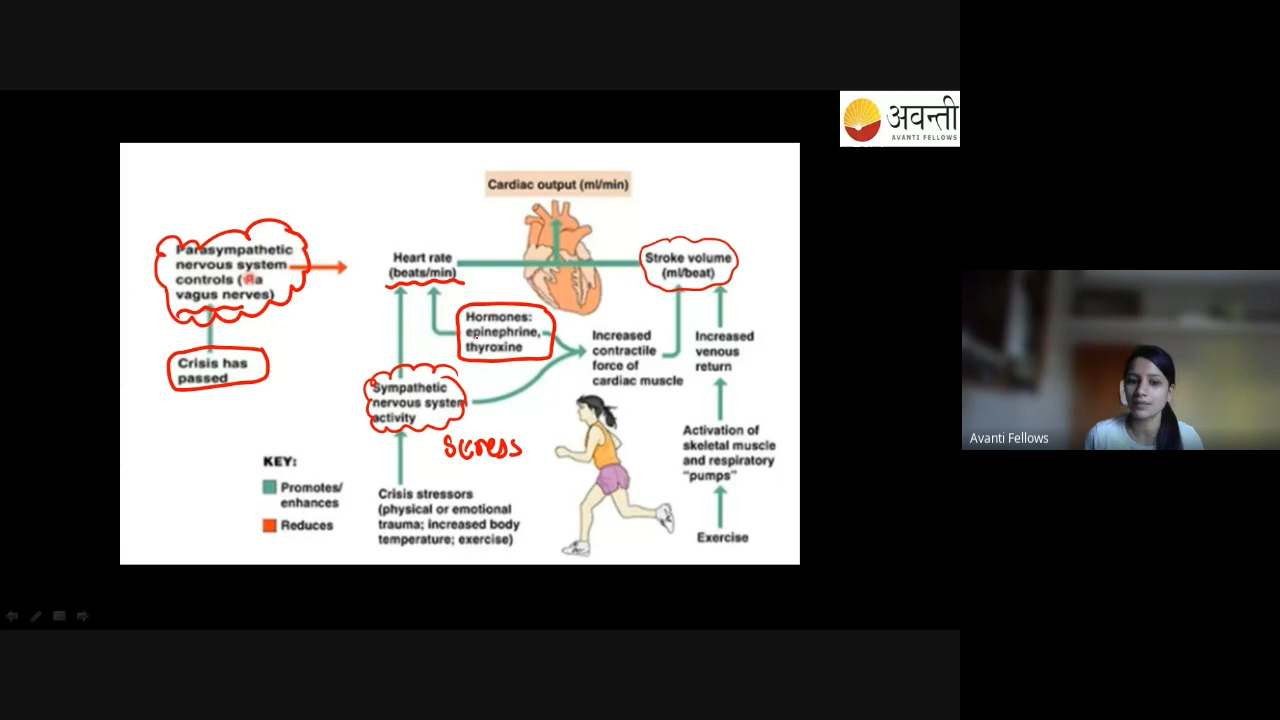 अवन्ती
AVANTI FELLOWS
Cardiac output (ml/min)
Parasympathetic
nervous system
controls
vagus nerves)
Crisis has
passed
Heart rate
(beats/min)
Stroke volume
(ml/beat)
Hormones:
epinephrine,
thyroxine
Increased
contractile
force of
cardiac muscle
Increased
venous
return
Sympathetic
nervous system
activity
stress
Activation of
skeletal muscle
and respiratory
"pumps"
KEY:
Promotes/
enhances
Reduces
Crisis stressors
(physical or emotional
trauma; increased body
temperature; exercise)
Exercise
Avanti Fellows